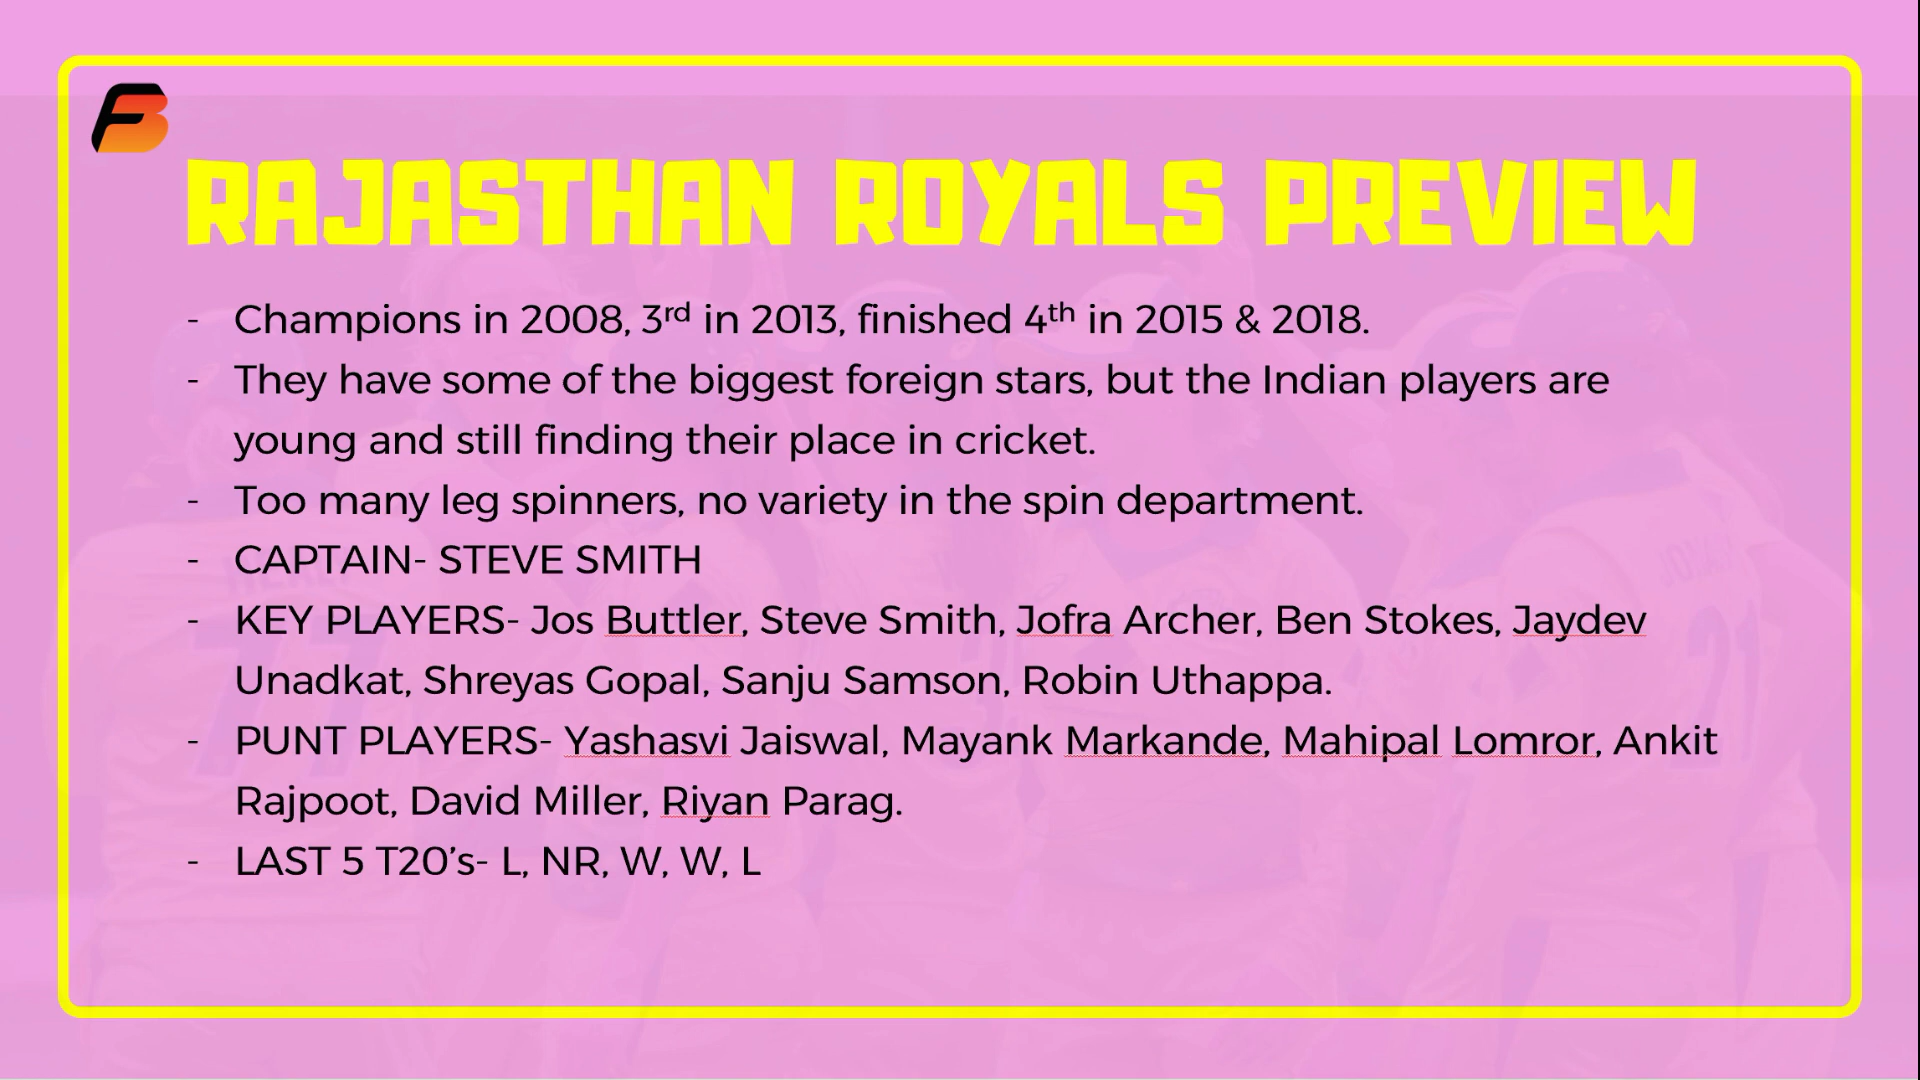 RAJASTHAN ROYALS PREVIEW
- Champions in 2008, 3rd in 2013, finished 4th in 2015 & 2018.
- They have some of the biggest foreign stars, but the Indian players are
young and still finding their place in cricket.
- Too many leg spinners, no variety in the spin department.
- CAPTAIN- STEVE SMITH
- KEY PLAYERS- Jos Buttler, Steve Smith, Jofra Archer, Ben Stokes, Jaydev
Unadkat, Shreyas Gopal, Sanju Samson, Robin Uthappa.
- PUNT PLAYERS- Yashasvi Jaiswal, Mayank Markande, Mahipal Lomror, Ankit
Rajpoot, David Miller, Riyan Parag.
- LAST 5 T20’s- L, NR, W, W, L